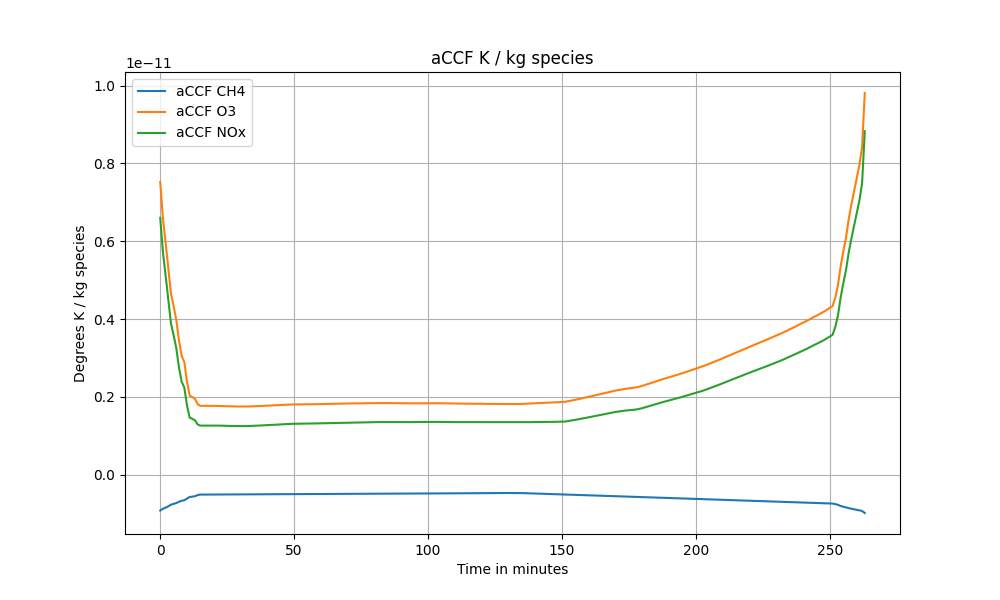 aCCF K / kg species
1e−11
aCCF CH4
aCCF O3
aCCF NOx
Degrees K / kg species
1.0
0.8
0.6
0.4
0.2
0.0
0 50 100 150 200 250
Time in minutes